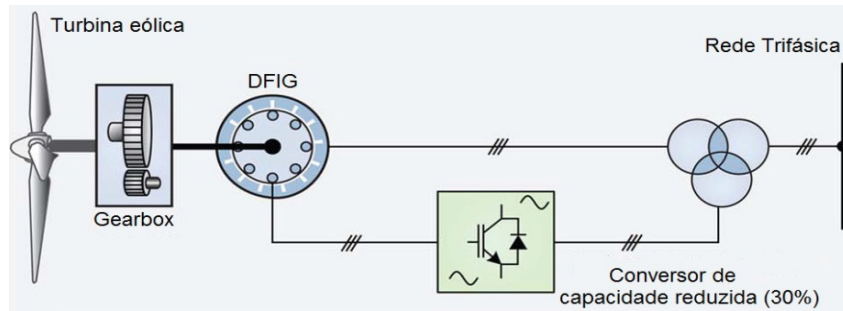 Turbina eólica
Rede Trifásica
DFIG
Gearbox
Conversor de
capacidade reduzida (30%)